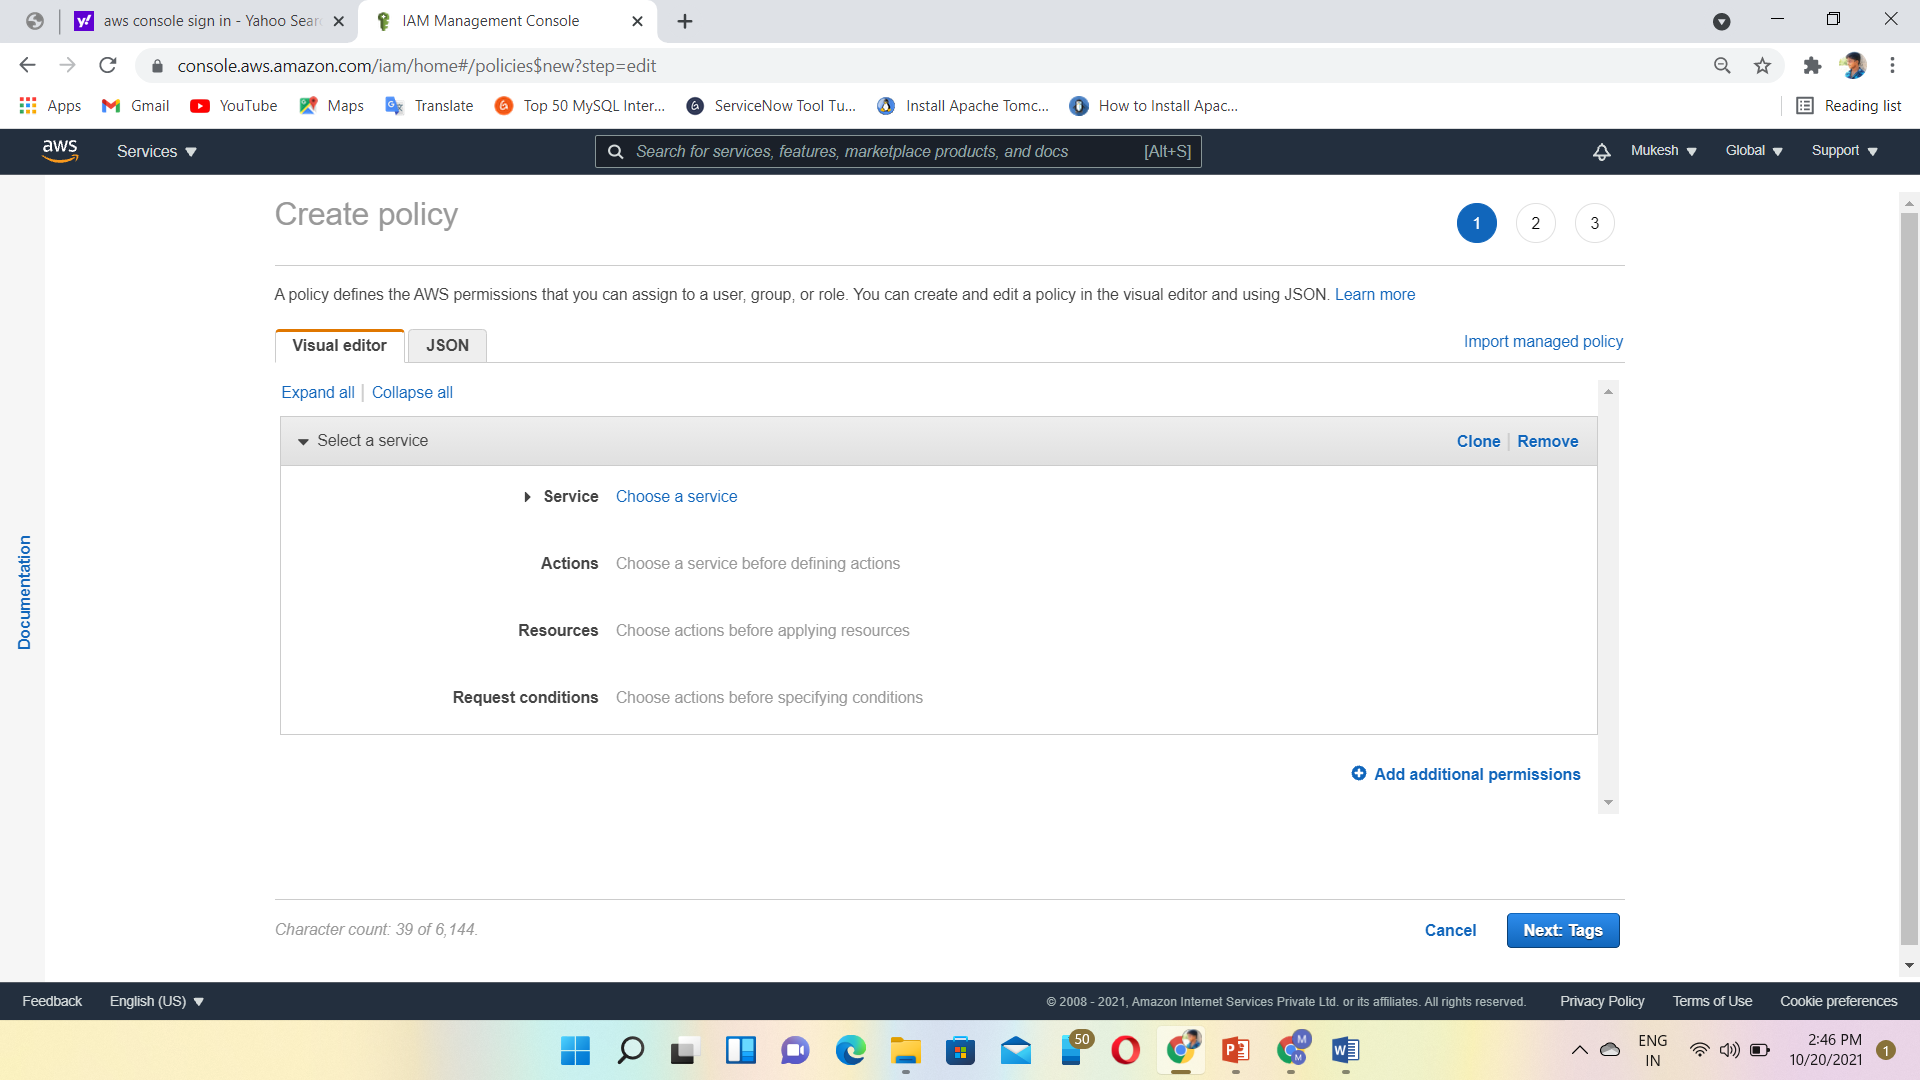 aws console sign in - Yahoo Sear
IAM Management Console
console.aws.amazon.com/iam/home#/policies$new?step=edit
Apps
Gmail
YouTube
Maps
Translate
Top 50 MySQL Inter...
ServiceNow Tool Tu...
Install Apache Tomc...
How to Install Apac...
Reading list
aws
Services
Search for services, features, marketplace products, and docs
[Alt+S]
Mukesh
Global
Support
Create policy
1
2
3
A policy defines the AWS permissions that you can assign to a user, group, or role. You can create and edit a policy in the visual editor and using JSON. Learn more
Visual editor
JSON
Import managed policy
Expand all
Collapse all
Select a service
Clone
Remove
Service
Choose a service
Actions
Choose a service before defining actions
Resources
Choose actions before applying resources
Request conditions
Choose actions before specifying conditions
Add additional permissions
Documentation
Character count: 39 of 6,144.
Cancel
Next: Tags
Feedback
English (US)
© 2008 - 2021, Amazon Internet Services Private Ltd. or its affiliates. All rights reserved.
Privacy Policy
Terms of Use
Cookie preferences
50
M
M
ENG
IN
2:46 PM
10/20/2021
1